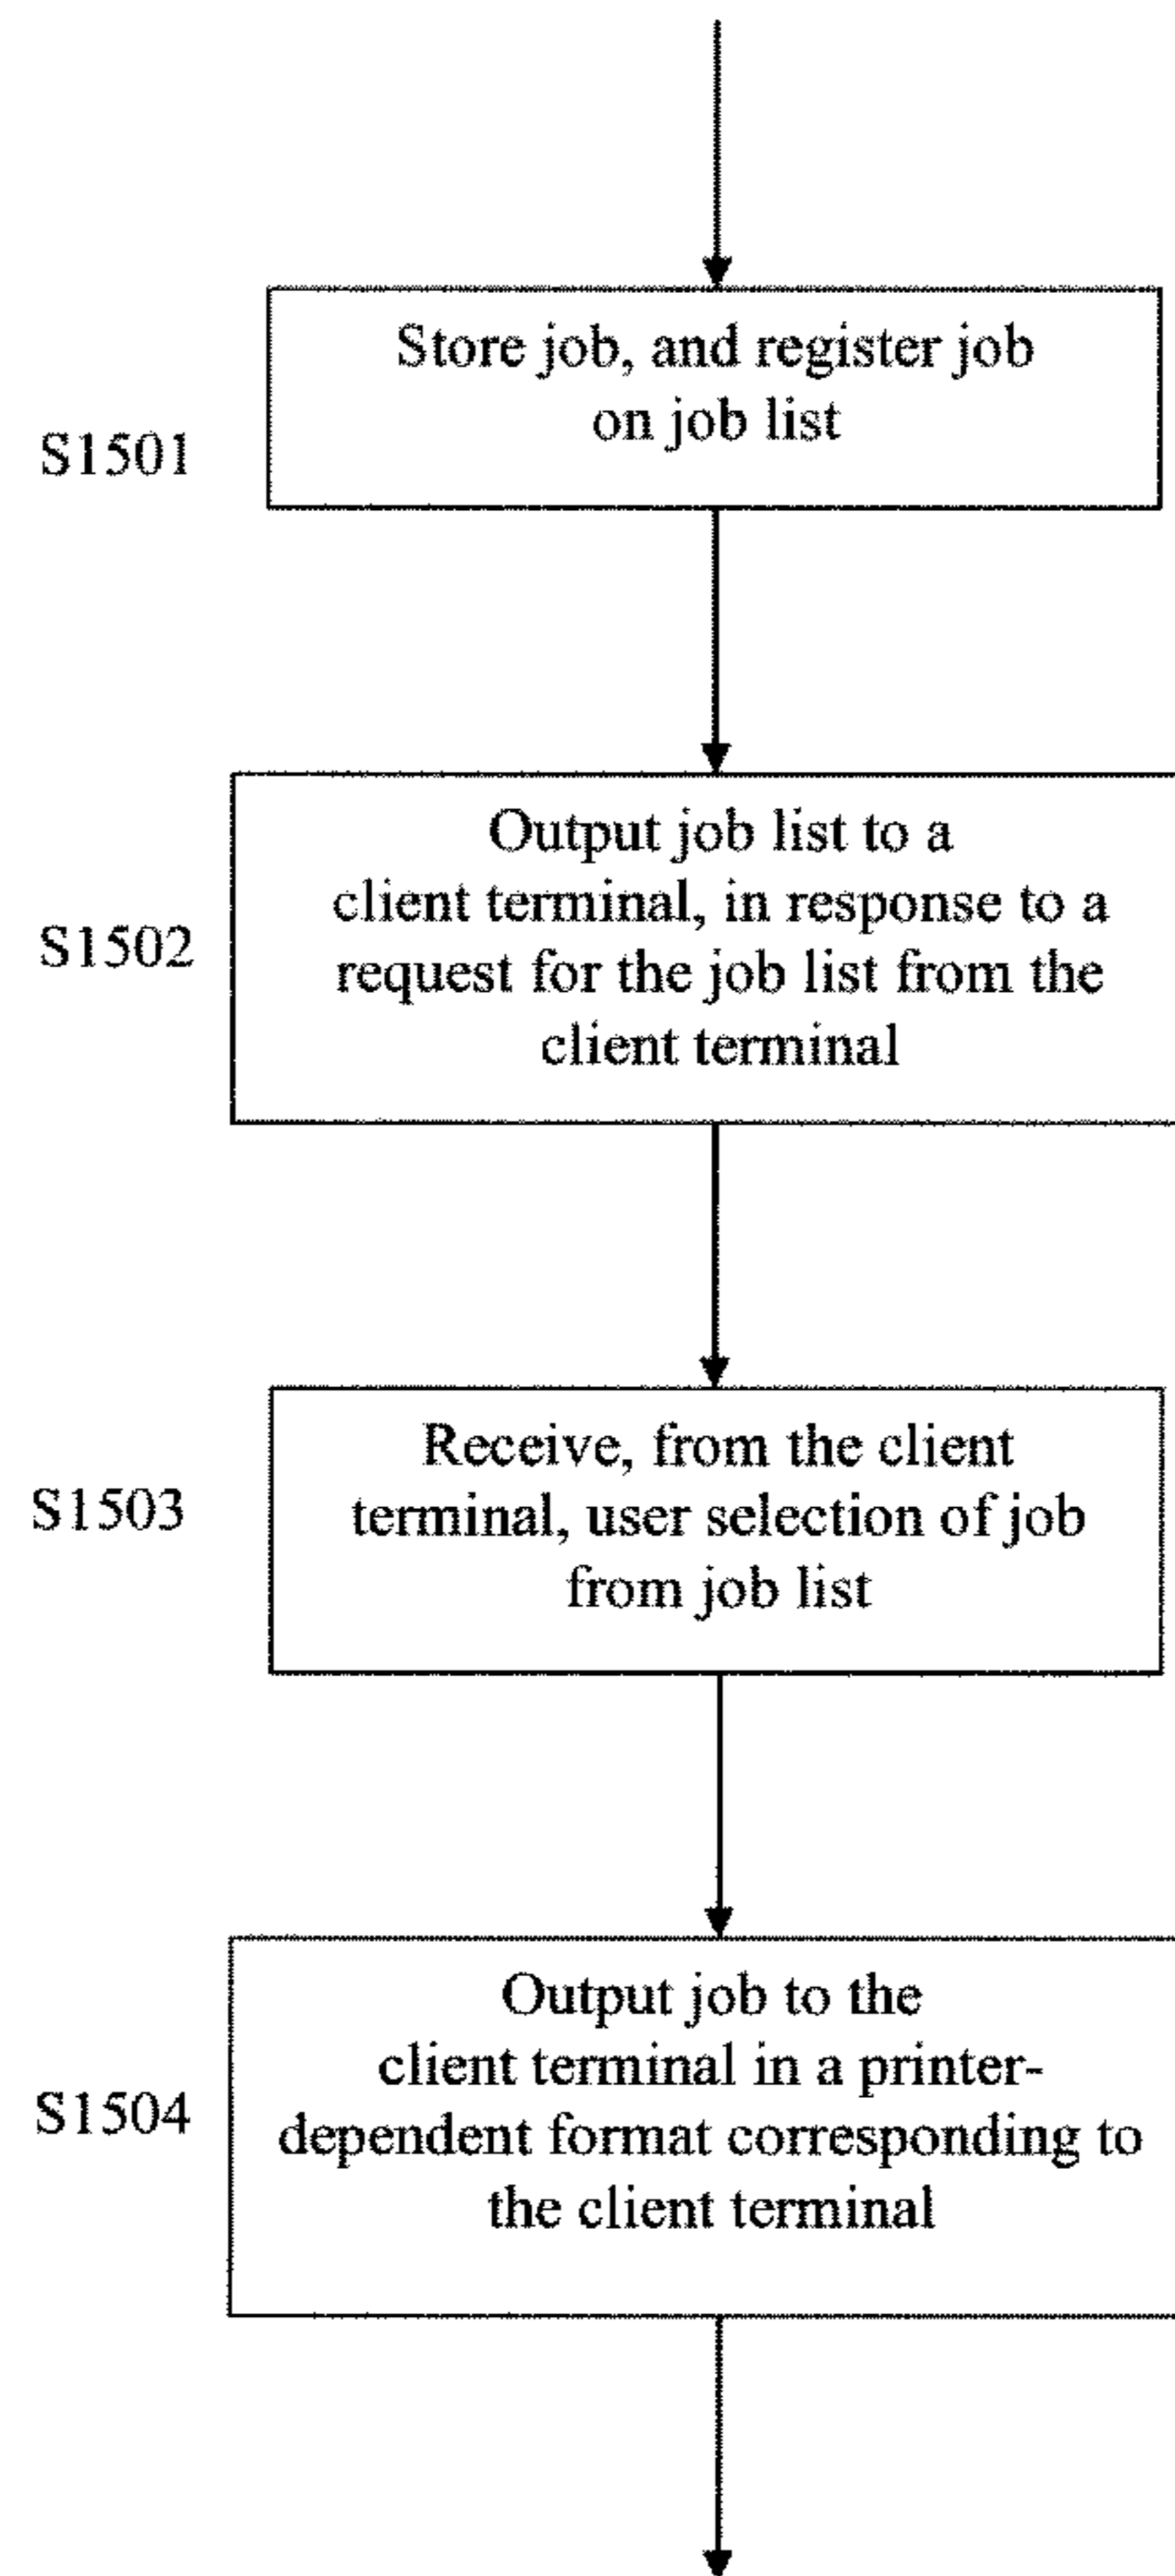 Store job, and register job
on job list
S1501
Output job list to a
client terminal, in response to a
S1502
request for the job list from the
client terminal
Receive, from the client
S1503
terminal, user selection of job
from job list
Output job to the
client terminal in a printer-
S1504
dependent format corresponding to
the client terminal